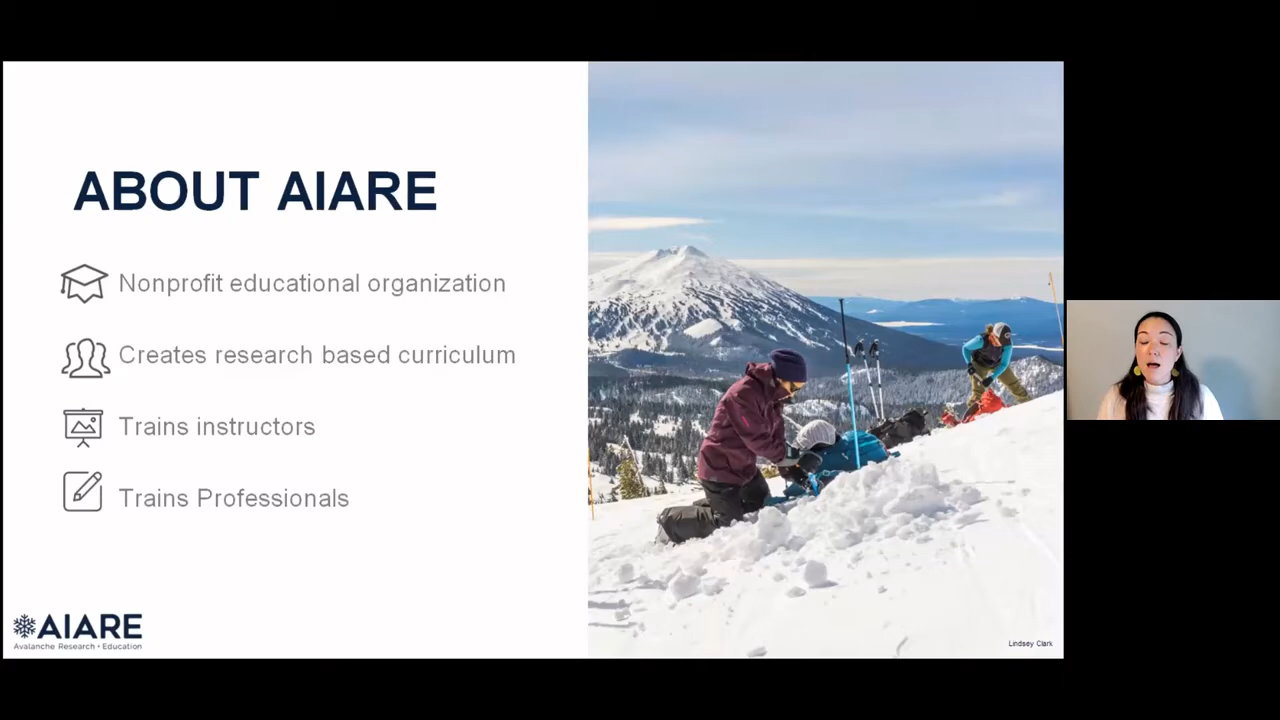 ABOUT AIARE
Nonprofit educational organization
Creates research based curriculum
Trains instructors
Trains Professionals
AIARE
Avalanche Research • Education
Lindsey Clark